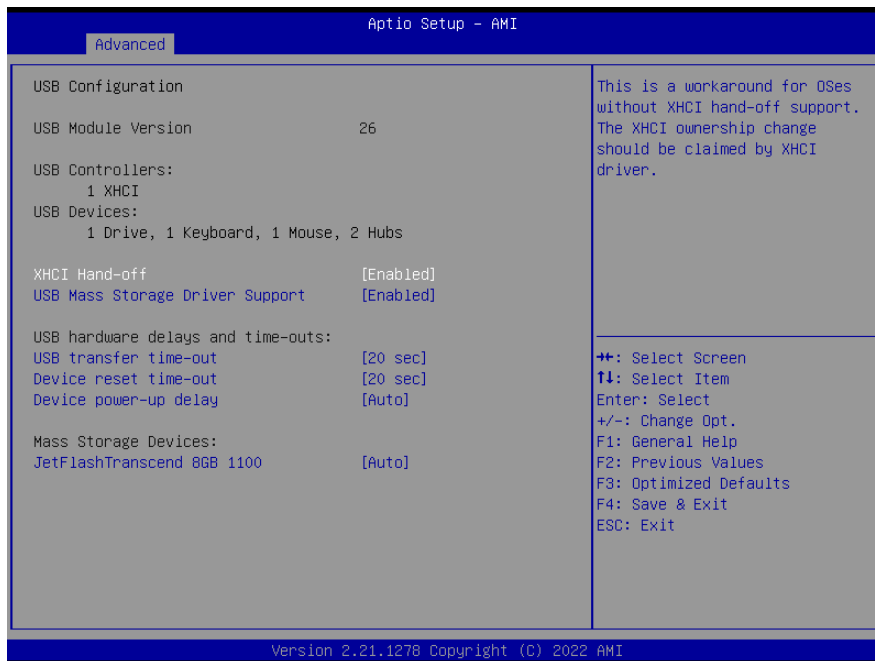 Aptio Setup – AMI
Advanced
USB Configuration
USB Module Version 26
USB Controllers:
1 XHCI
USB Devices:
1 Drive, 1 Keyboard, 1 Mouse, 2 Hubs
XHCI Hand-off [Enabled]
USB Mass Storage Driver Support [Enabled]
USB hardware delays and time-outs:
USB transfer time-out [20 sec]
Device reset time-out [20 sec]
Device power-up delay [Auto]
Mass Storage Devices:
JetFlashTranscend 8GB 1100 [Auto]
This is a workaround for OSes
without XHCI hand-off support.
The XHCI ownership change
should be claimed by XHCI
driver.
→←: Select Screen
↑↓: Select Item
Enter: Select
+/-: Change Opt.
F1: General Help
F2: Previous Values
F3: Optimized Defaults
F4: Save & Exit
ESC: Exit
Version 2.21.1278 Copyright (C) 2022 AMI